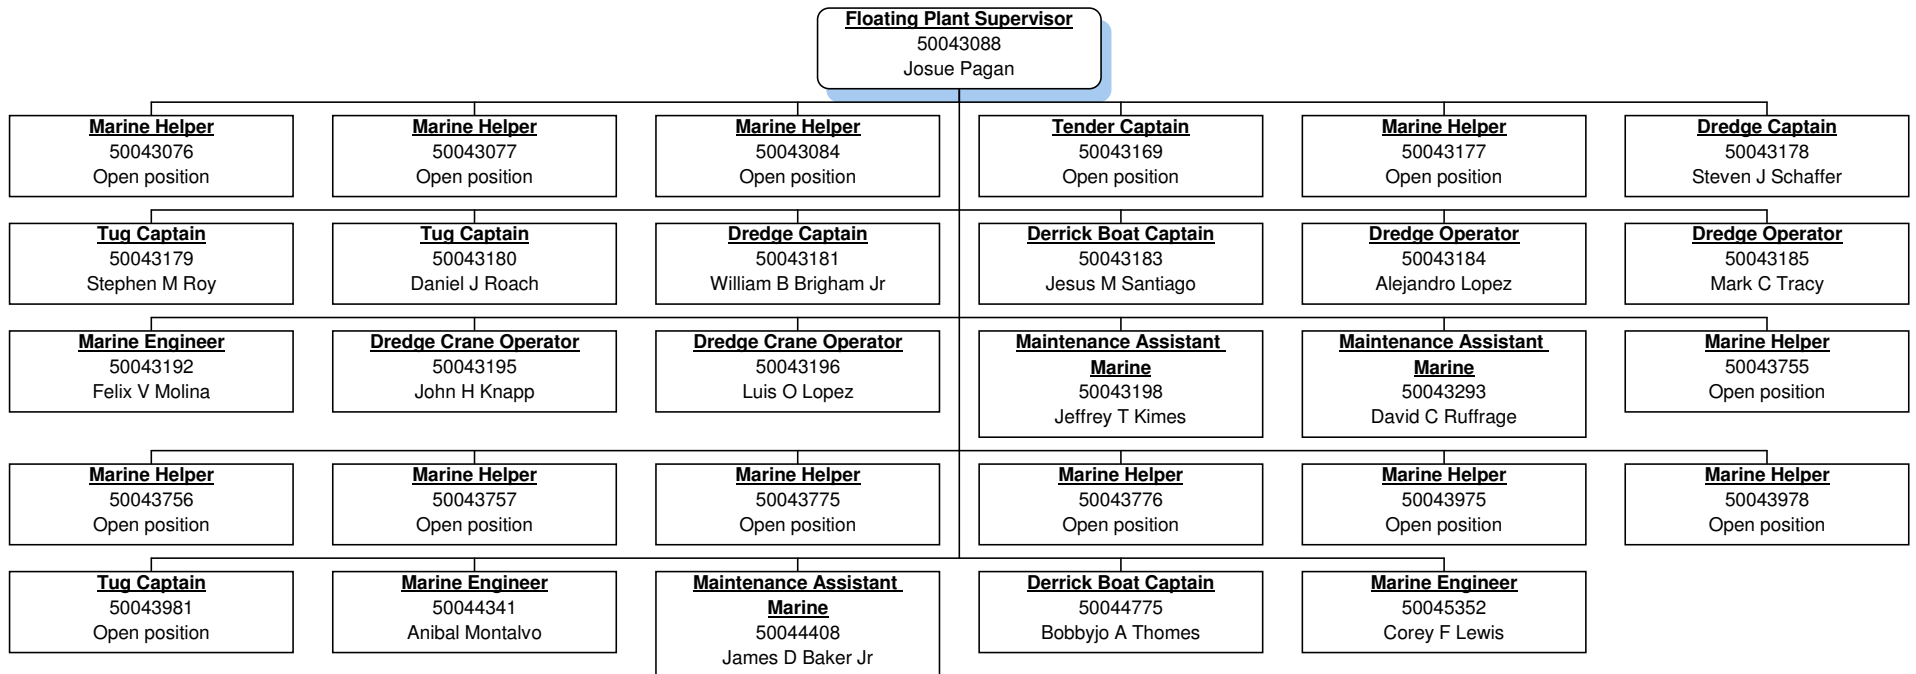 Floating Plant Supervisor
50043088
Josue Pagan
Marine Helper
50043076
Open position
Marine Helper
50043077
Open position
Marine Helper
50043084
Open position
Tender Captain
50043169
Open position
Marine Helper
50043177
Open position
Dredge Captain
50043178
Steven J Schaffer
Tug Captain
50043179
Stephen M Roy
Tug Captain
50043180
Daniel J Roach
Dredge Captain
50043181
William B Brigham Jr
Derrick Boat Captain
50043183
Jesus M Santiago
Dredge Operator
50043184
Alejandro Lopez
Dredge Operator
50043185
Mark C Tracy
Marine Engineer
50043192
Felix V Molina
Dredge Crane Operator
50043195
John H Knapp
Dredge Crane Operator
50043196
Luis O Lopez
Maintenance Assistant
Marine
50043198
Jeffrey T Kimes
Maintenance Assistant
Marine
50043293
David C Ruffrage
Marine Helper
50043755
Open position
Marine Helper
50043756
Open position
Marine Helper
50043757
Open position
Marine Helper
50043775
Open position
Marine Helper
50043776
Open position
Marine Helper
50043975
Open position
Marine Helper
50043978
Open position
Tug Captain
50043981
Open position
Marine Engineer
50044341
Anibal Montalvo
Maintenance Assistant
Marine
50044408
James D Baker Jr
Derrick Boat Captain
50044775
Bobbyjo A Thomes
Marine Engineer
50045352
Corey F Lewis